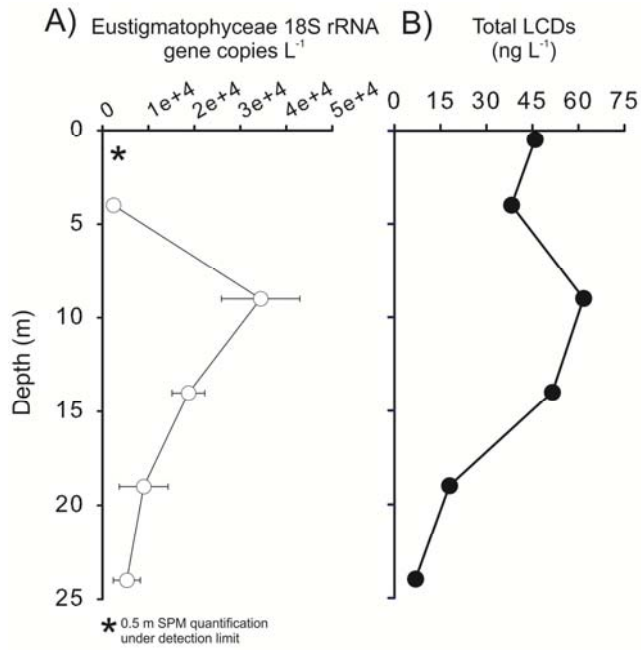 A) Eustigmatophyceae 18S rRNA
gene copies L⁻¹
0 1e+4 2e+4 3e+4 4e+4 5e+4
B) Total LCDs
(ng L⁻¹)
0 15 30 45 60 75
Depth (m)
0
5
10
15
20
25
*
* 0.5 m SPM quantification
under detection limit